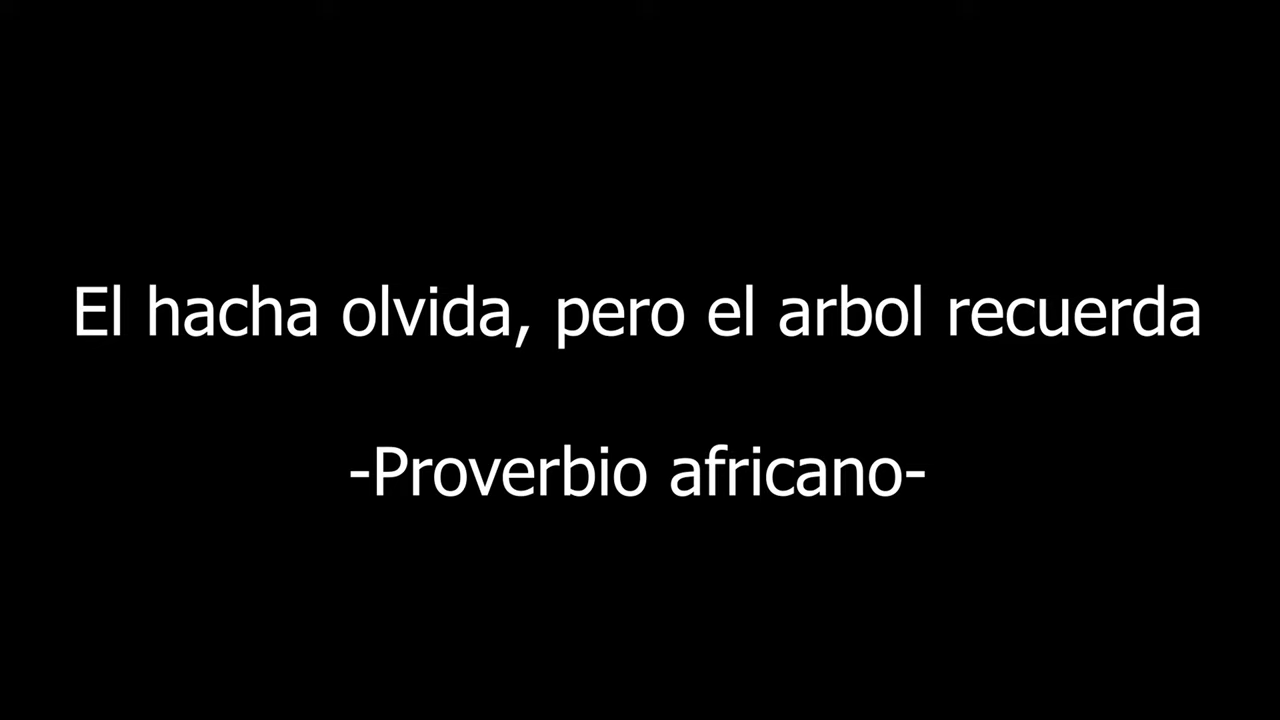 El hacha olvida, pero el arbol recuerda
-Proverbio africano-